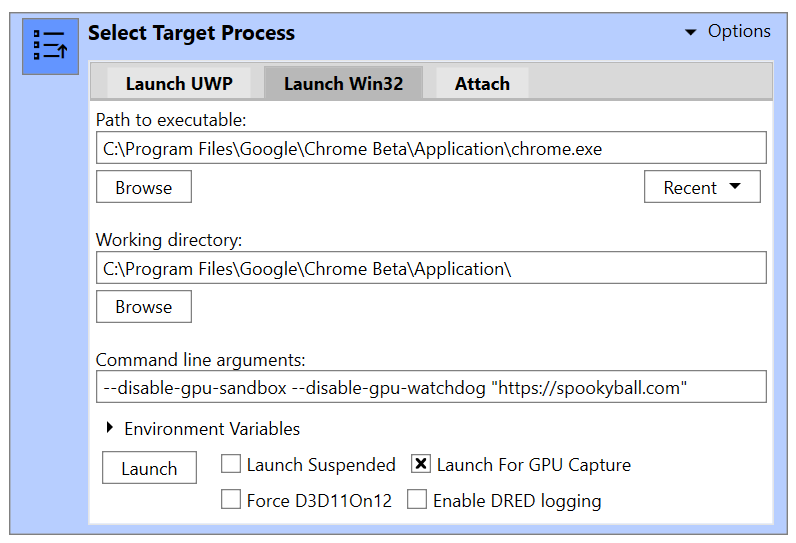 Select Target Process
Options
Launch UWP Launch Win32 Attach
Path to executable:
C:\Program Files\Google\Chrome Beta\Application\chrome.exe
Browse Recent
Working directory:
C:\Program Files\Google\Chrome Beta\Application\
Browse
Command line arguments:
--disable-gpu-sandbox --disable-gpu-watchdog "https://spookyball.com"
Environment Variables
Launch Launch Suspended Launch For GPU Capture
Force D3D11On12 Enable DRED logging